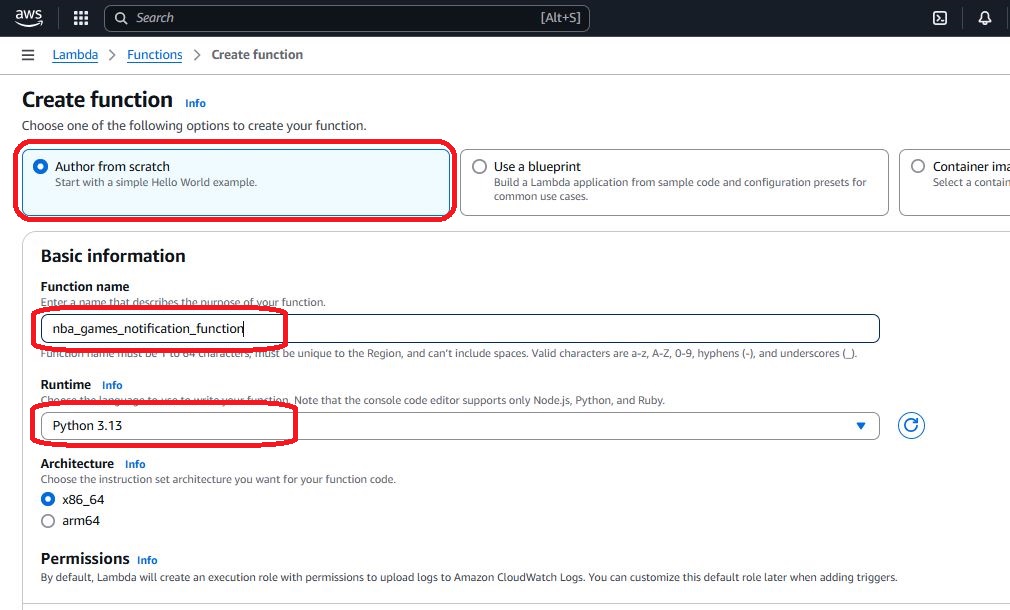 aws
Search
[Alt+S]
Lambda > Functions > Create function
Create function Info
Choose one of the following options to create your function.
Author from scratch
Start with a simple Hello World example.
Use a blueprint
Build a Lambda application from sample code and configuration presets for
common use cases.
Container ima
Select a contain
Basic information
Function name
Enter a name that describes the purpose of your function.
nba_games_notification_function
Function name must be 1 to 64 characters, must be unique to the Region, and can't include spaces. Valid characters are a-z, A-Z, 0-9, hyphens (-), and underscores (_).
Runtime Info
Choose the language to use to write your function. Note that the console code editor supports only Node.js, Python, and Ruby.
Python 3.13
Architecture Info
Choose the instruction set architecture you want for your function code.
x86_64
arm64
Permissions Info
By default, Lambda will create an execution role with permissions to upload logs to Amazon CloudWatch Logs. You can customize this default role later when adding triggers.